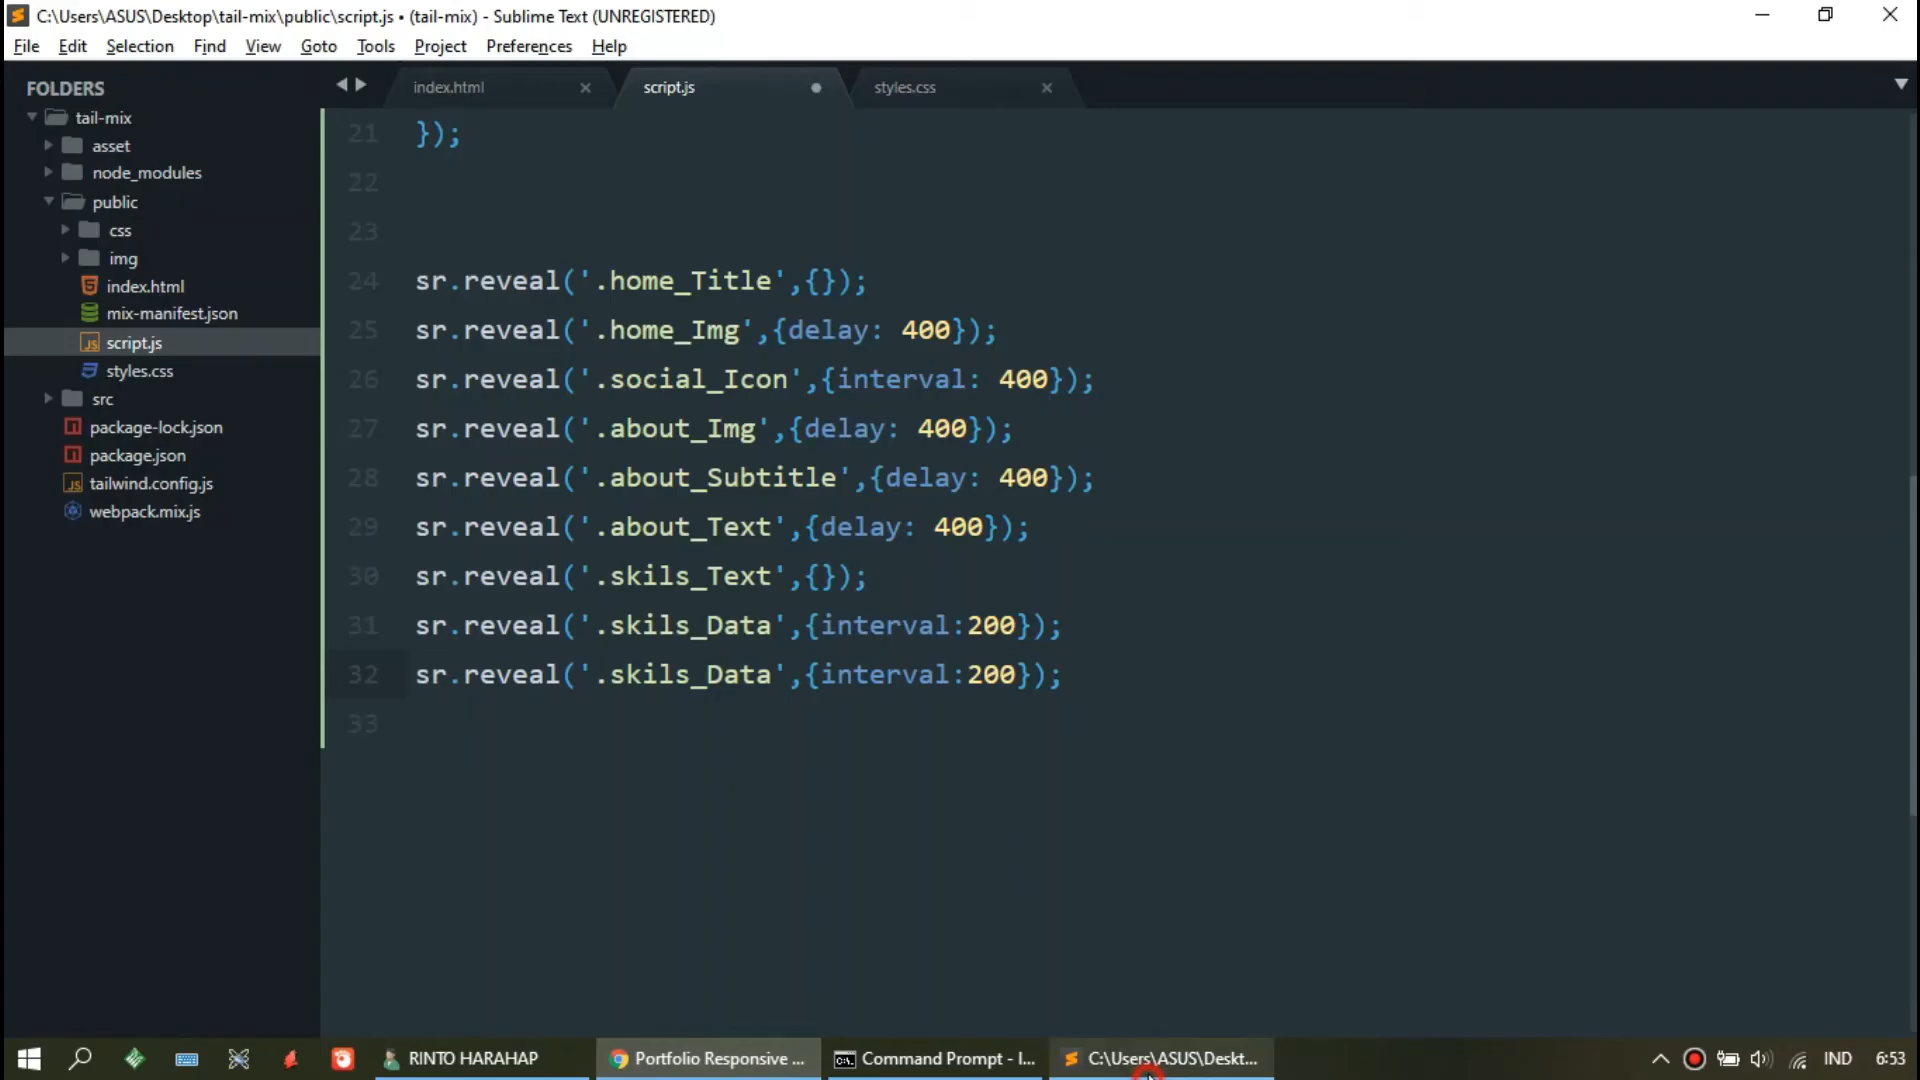 C:\Users\ASUS\Desktop\tail-mix\public\script.js • (tail-mix) - Sublime Text (UNREGISTERED)
File Edit Selection Find View Goto Tools Project Preferences Help
FOLDERS
tail-mix
asset
node_modules
public
css
img
index.html
mix-manifest.json
script.js
styles.css
src
package-lock.json
package.json
tailwind.config.js
webpack.mix.js
index.html script.js styles.css
21 });
22
23
24 sr.reveal('.home_Title',{});
25 sr.reveal('.home_Img',{delay: 400});
26 sr.reveal('.social_Icon',{interval: 400});
27 sr.reveal('.about_Img',{delay: 400});
28 sr.reveal('.about_Subtitle',{delay: 400});
29 sr.reveal('.about_Text',{delay: 400});
30 sr.reveal('.skils_Text',{});
31 sr.reveal('.skils_Data',{interval:200});
32 sr.reveal('.skils_Data',{interval:200});
33
RINTO HARAHAP Portfolio Responsive ... Command Prompt - I... C:\Users\ASUS\Deskt... IND 6:53